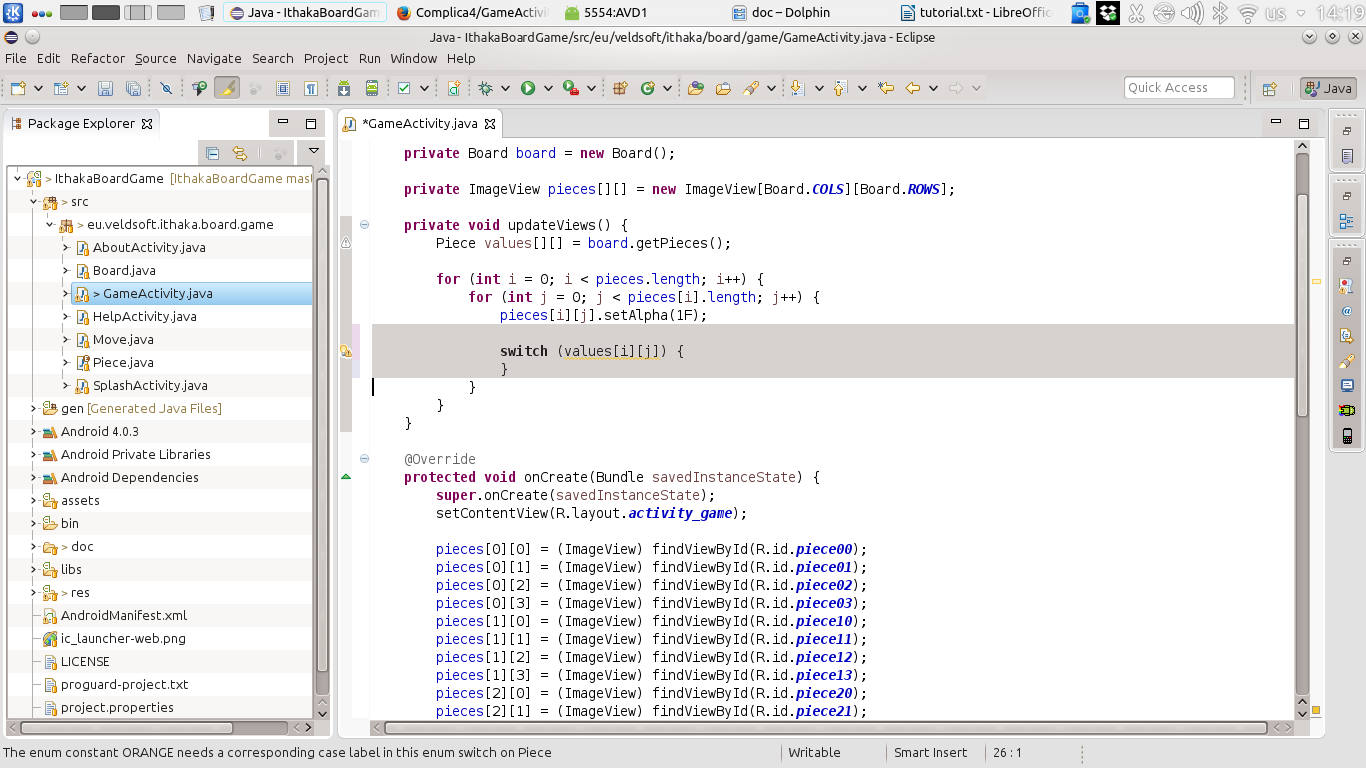 Java - IthakaBoardGam
Complica4/GameActivi
5554:AVD1
doc – Dolphin
tutorial.txt - LibreOffic
us
14:19
Java - IthakaBoardGame/src/eu/veldsoft/ithaka/board/game/GameActivity.java - Eclipse
File Edit Refactor Source Navigate Search Project Run Window Help
Quick Access
Java
Package Explorer
*GameActivity.java
> IthakaBoardGame [IthakaBoardGame mast
> src
> eu.veldsoft.ithaka.board.game
AboutActivity.java
Board.java
> GameActivity.java
HelpActivity.java
Move.java
Piece.java
SplashActivity.java
gen [Generated Java Files]
Android 4.0.3
Android Private Libraries
Android Dependencies
assets
bin
> doc
libs
> res
AndroidManifest.xml
ic_launcher-web.png
LICENSE
proguard-project.txt
project.properties
private Board board = new Board();
private ImageView pieces[][] = new ImageView[Board.COLS][Board.ROWS];
private void updateViews() {
Piece values[][] = board.getPieces();
for (int i = 0; i < pieces.length; i++) {
for (int j = 0; j < pieces[i].length; j++) {
pieces[i][j].setAlpha(1F);
switch (values[i][j]) {
}
}
}
}
@Override
protected void onCreate(Bundle savedInstanceState) {
super.onCreate(savedInstanceState);
setContentView(R.layout.activity_game);
pieces[0][0] = (ImageView) findViewById(R.id.piece00);
pieces[0][1] = (ImageView) findViewById(R.id.piece01);
pieces[0][2] = (ImageView) findViewById(R.id.piece02);
pieces[0][3] = (ImageView) findViewById(R.id.piece03);
pieces[1][0] = (ImageView) findViewById(R.id.piece10);
pieces[1][1] = (ImageView) findViewById(R.id.piece11);
pieces[1][2] = (ImageView) findViewById(R.id.piece12);
pieces[1][3] = (ImageView) findViewById(R.id.piece13);
pieces[2][0] = (ImageView) findViewById(R.id.piece20);
pieces[2][1] = (ImageView) findViewById(R.id.piece21);
The enum constant ORANGE needs a corresponding case label in this enum switch on Piece
Writable
Smart Insert
26 : 1